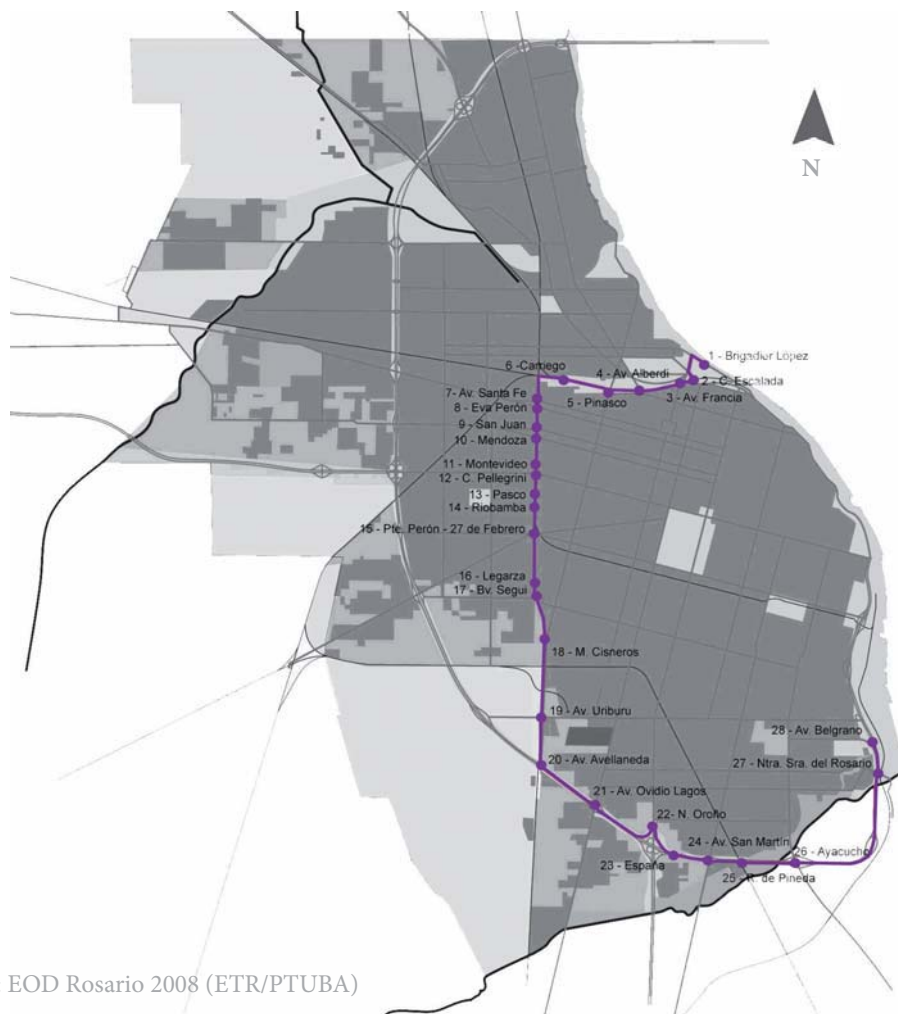 N
1 - Brigadier López
2 - C. Escalada
3 - Av. Francia
4 - Av. Alberdi
5 - Pinasco
6 -Carriego
7- Av. Santa Fe
8 - Eva Perón
9 - San Juan
10 - Mendoza
11 - Montevideo
12 - C. Pellegrini
13 - Pasco
14 - Riobamba
15 - Pte. Perón - 27 de Febrero
16 - Legarza
17 - Bv. Segui
18 - M. Cisneros
19 - Av. Uriburu
20 - Av. Avellaneda
21 - Av. Ovidio Lagos
22- N. Oroño
23 - España
24 - Av. San Martín
25 - R. de Pineda
26 - Ayacucho
27 - Ntra. Sra. del Rosario
28 - Av. Belgrano
EOD Rosario 2008 (ETR/PTUBA)